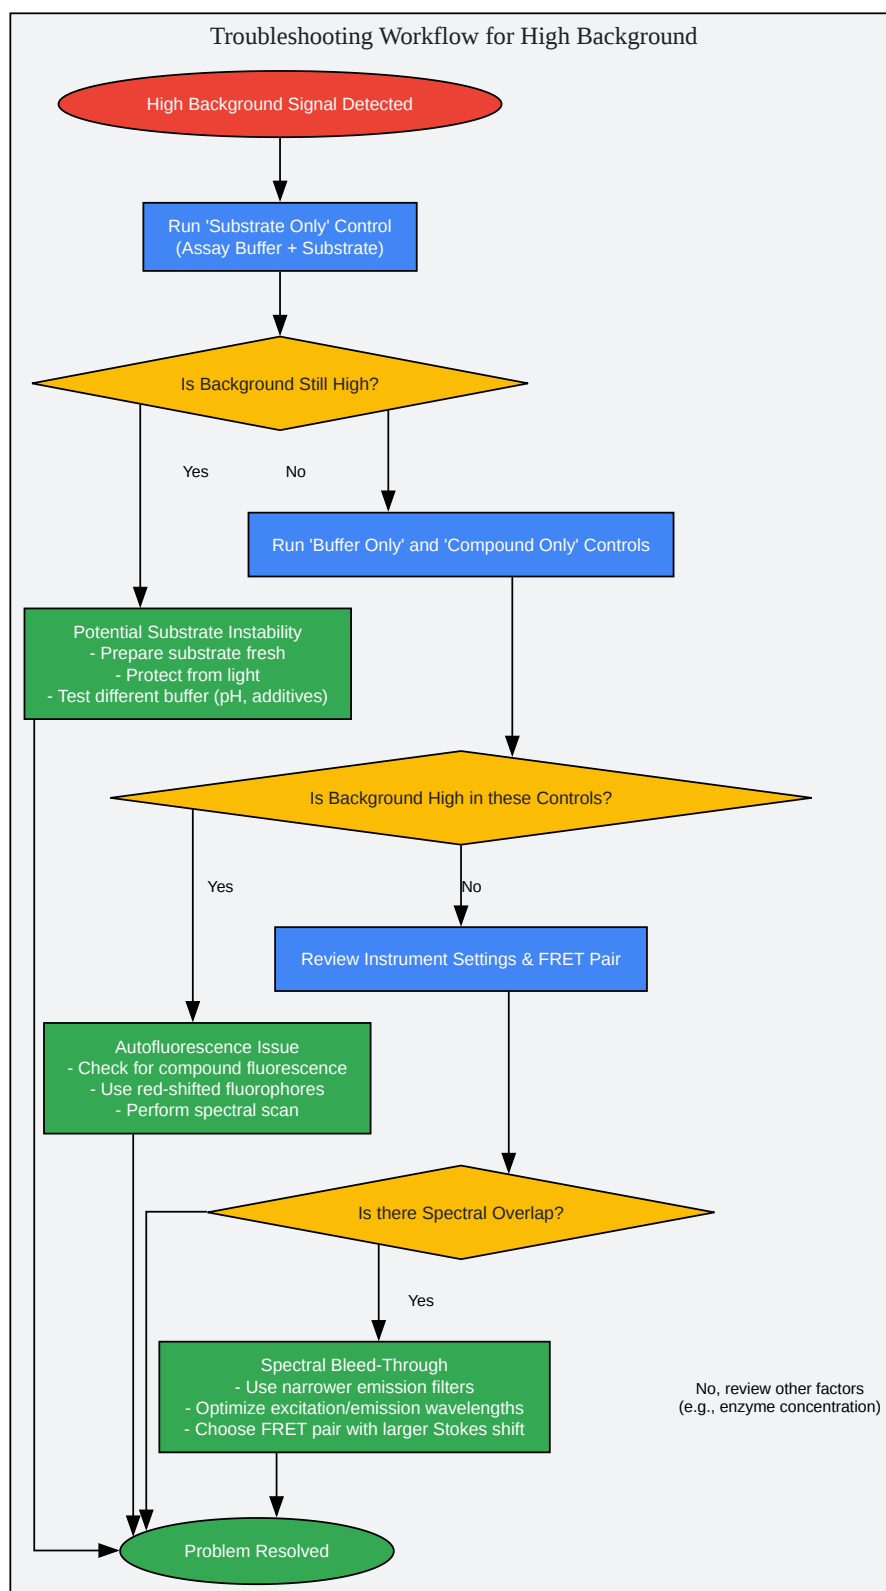 Troubleshooting Workflow for High Background
High Background Signal Detected
Run 'Substrate Only' Control
(Assay Buffer + Substrate)
Is Background Still High?
Yes
No
Run 'Buffer Only' and 'Compound Only' Controls
Potential Substrate Instability
- Prepare substrate fresh
- Protect from light
- Test different buffer (pH, additives)
Is Background High in these Controls?
Yes
No
Review Instrument Settings & FRET Pair
Autofluorescence Issue
- Check for compound fluorescence
- Use red-shifted fluorophores
- Perform spectral scan
Is there Spectral Overlap?
Yes
Spectral Bleed-Through
- Use narrower emission filters
- Optimize excitation/emission wavelengths
- Choose FRET pair with larger Stokes shift
No, review other factors
(e.g., enzyme concentration)
Problem Resolved